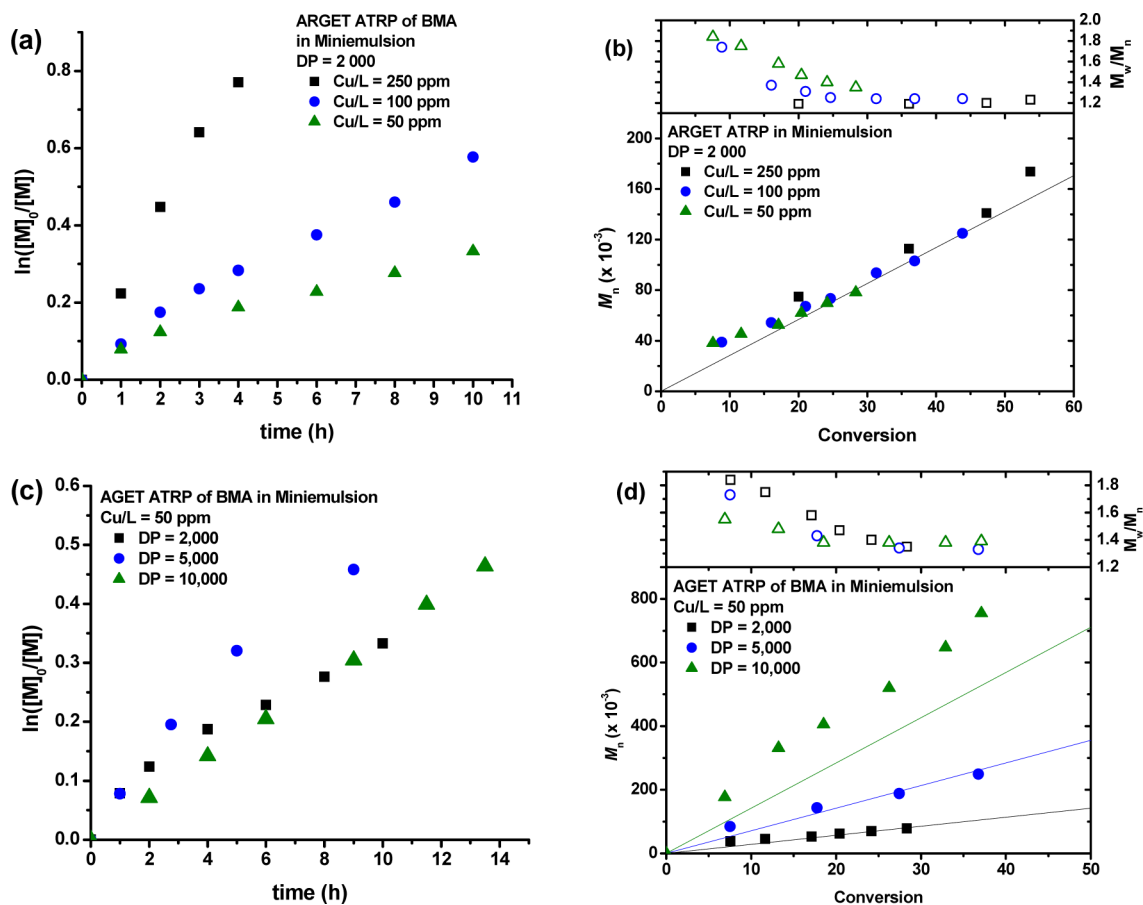 (a)
ARGET ATRP of BMA
in Miniemulsion
DP = 2 000
Cu/L = 250 ppm
Cu/L = 100 ppm
Cu/L = 50 ppm
0.8
0.6
0.4
0.2
0.0
ln([M]₀/[M])
0 1 2 3 4 5 6 7 8 9 10 11
time (h)
(b)
2.0
1.8
1.6
1.4
1.2
Mw/Mn
ARGET ATRP in Miniemulsion
DP = 2 000
Cu/L = 250 ppm
Cu/L = 100 ppm
Cu/L = 50 ppm
200
160
120
80
40
0
Mn (x 10⁻³)
0 10 20 30 40 50 60
Conversion
(c)
AGET ATRP of BMA in Miniemulsion
Cu/L = 50 ppm
DP = 2,000
DP = 5,000
DP = 10,000
0.6
0.5
0.4
0.3
0.2
0.1
0.0
ln([M]₀/[M])
0 2 4 6 8 10 12 14
time (h)
(d)
1.8
1.6
1.4
1.2
Mw/Mn
AGET ATRP of BMA in Miniemulsion
Cu/L = 50 ppm
DP = 2,000
DP = 5,000
DP = 10,000
800
600
400
200
0
Mn (x 10⁻³)
0 10 20 30 40 50
Conversion